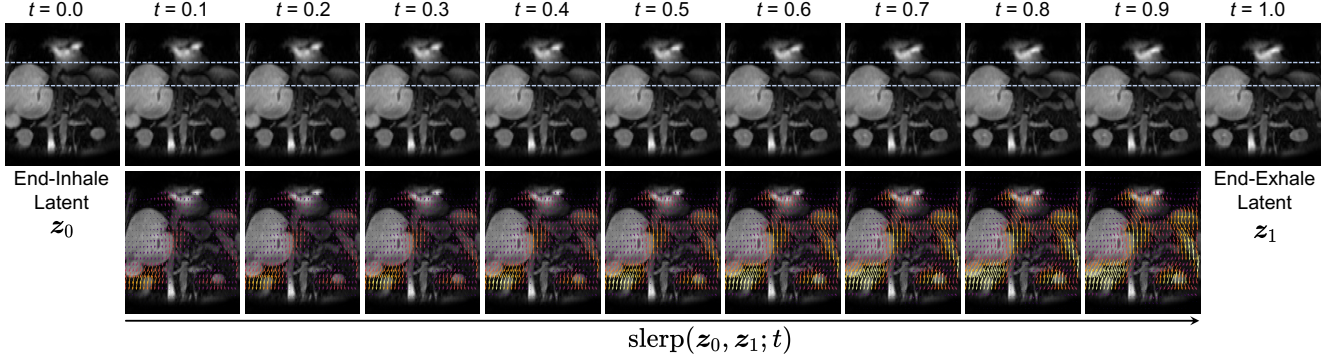 t = 0.0 t = 0.1 t = 0.2 t = 0.3 t = 0.4 t = 0.5 t = 0.6 t = 0.7 t = 0.8 t = 0.9 t = 1.0
End-Inhale
Latent
z₀
End-Exhale
Latent
z₁
slerp(z₀, z₁; t)